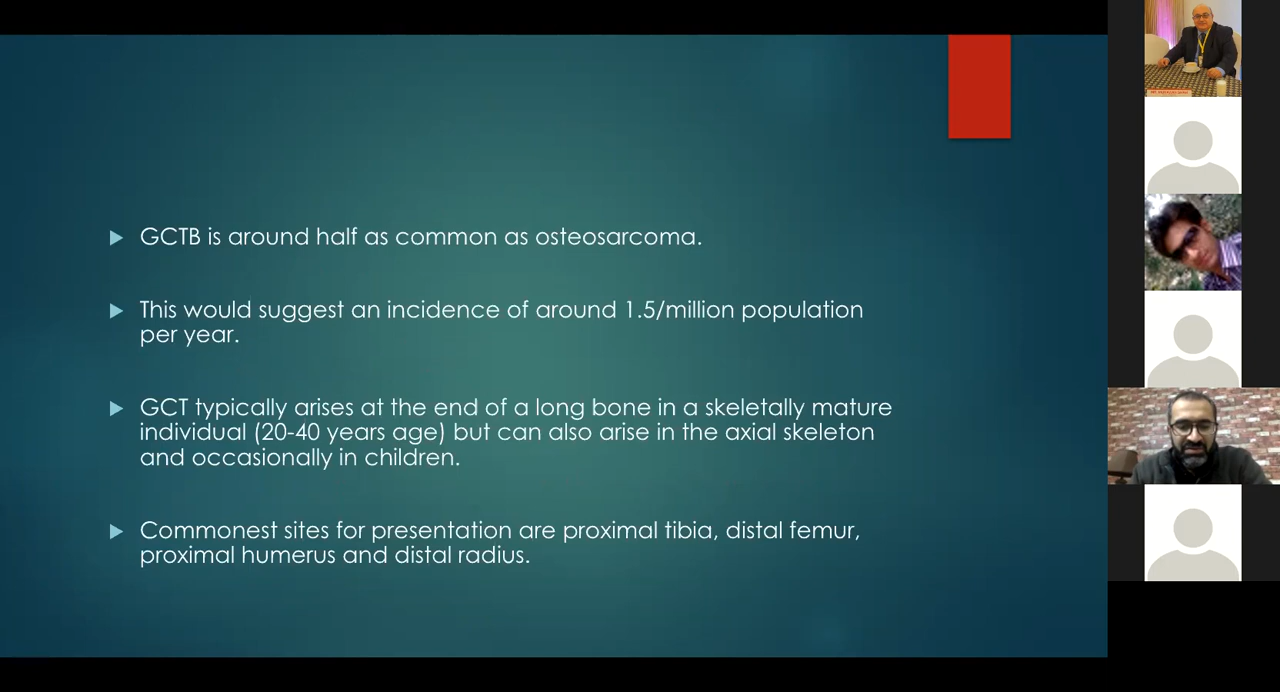 GCTB is around half as common as osteosarcoma.
This would suggest an incidence of around 1.5/million population
per year.
GCT typically arises at the end of a long bone in a skeletally mature
individual (20-40 years age) but can also arise in the axial skeleton
and occasionally in children.
Commonest sites for presentation are proximal tibia, distal femur,
proximal humerus and distal radius.